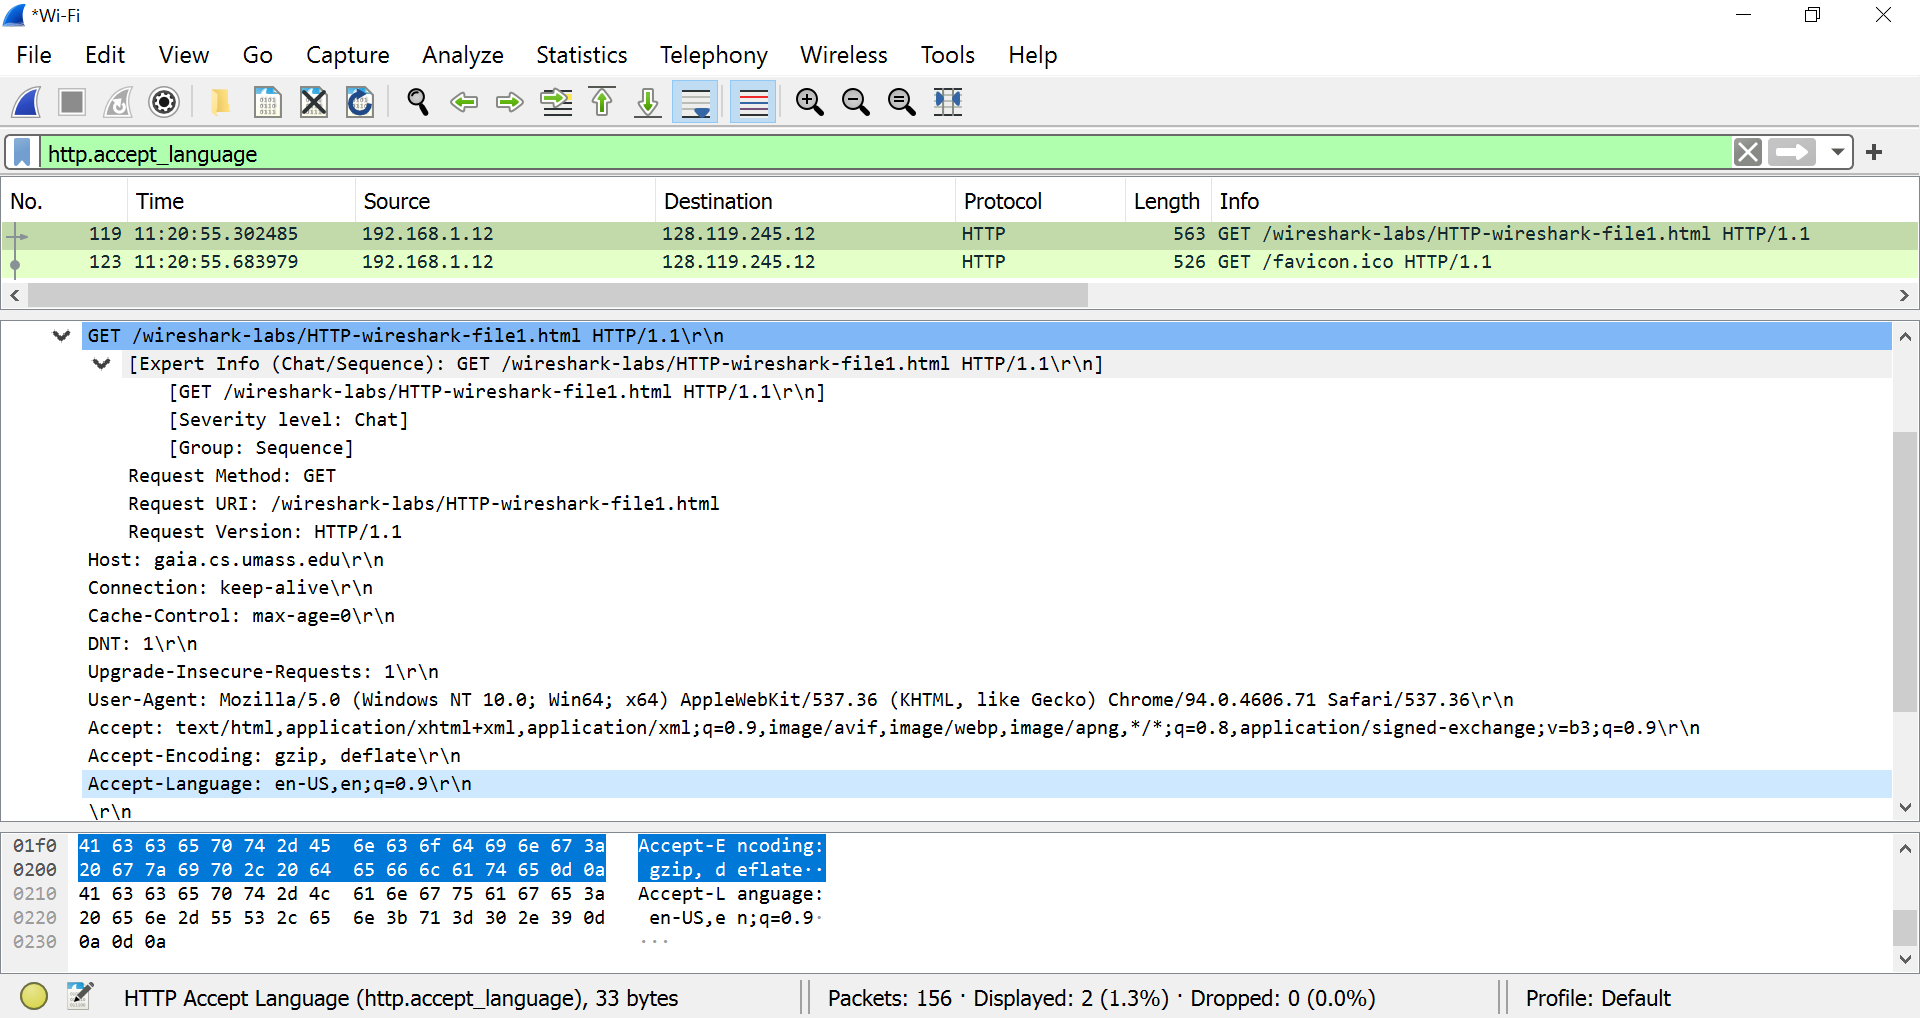 *Wi-Fi
File Edit View Go Capture Analyze Statistics Telephony Wireless Tools Help
http.accept_language
No. Time Source Destination Protocol Length Info
119 11:20:55.302485 192.168.1.12 128.119.245.12 HTTP 563 GET /wireshark-labs/HTTP-wireshark-file1.html HTTP/1.1
123 11:20:55.683979 192.168.1.12 128.119.245.12 HTTP 526 GET /favicon.ico HTTP/1.1
GET /wireshark-labs/HTTP-wireshark-file1.html HTTP/1.1\r\n
[Expert Info (Chat/Sequence): GET /wireshark-labs/HTTP-wireshark-file1.html HTTP/1.1\r\n]
[GET /wireshark-labs/HTTP-wireshark-file1.html HTTP/1.1\r\n]
[Severity level: Chat]
[Group: Sequence]
Request Method: GET
Request URI: /wireshark-labs/HTTP-wireshark-file1.html
Request Version: HTTP/1.1
Host: gaia.cs.umass.edu\r\n
Connection: keep-alive\r\n
Cache-Control: max-age=0\r\n
DNT: 1\r\n
Upgrade-Insecure-Requests: 1\r\n
User-Agent: Mozilla/5.0 (Windows NT 10.0; Win64; x64) AppleWebKit/537.36 (KHTML, like Gecko) Chrome/94.0.4606.71 Safari/537.36\r\n
Accept: text/html,application/xhtml+xml,application/xml;q=0.9,image/avif,image/webp,image/apng,*/*;q=0.8,application/signed-exchange;v=b3;q=0.9\r\n
Accept-Encoding: gzip, deflate\r\n
Accept-Language: en-US,en;q=0.9\r\n
\r\n
01f0 41 63 63 65 70 74 2d 45 6e 63 6f 64 69 6e 67 3a Accept-E ncoding:
0200 20 67 7a 69 70 2c 20 64 65 66 6c 61 74 65 0d 0a gzip, d eflate··
0210 41 63 63 65 70 74 2d 4c 61 6e 67 75 61 67 65 3a Accept-L anguage:
0220 20 65 6e 2d 55 53 2c 65 6e 3b 71 3d 30 2e 39 0d en-US,e n;q=0.9·
0230 0a 0d 0a ···
HTTP Accept Language (http.accept_language), 33 bytes Packets: 156 · Displayed: 2 (1.3%) · Dropped: 0 (0.0%) Profile: Default